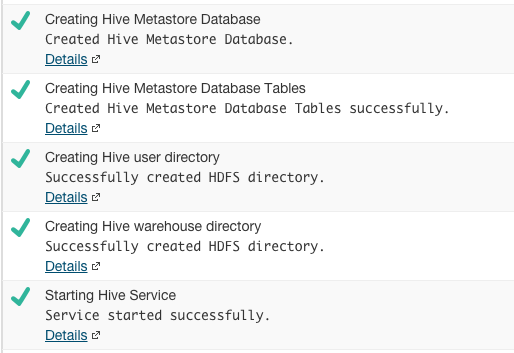 Creating Hive Metastore Database
Created Hive Metastore Database.
Details
Creating Hive Metastore Database Tables
Created Hive Metastore Database Tables successfully.
Details
Creating Hive user directory
Successfully created HDFS directory.
Details
Creating Hive warehouse directory
Successfully created HDFS directory.
Details
Starting Hive Service
Service started successfully.
Details